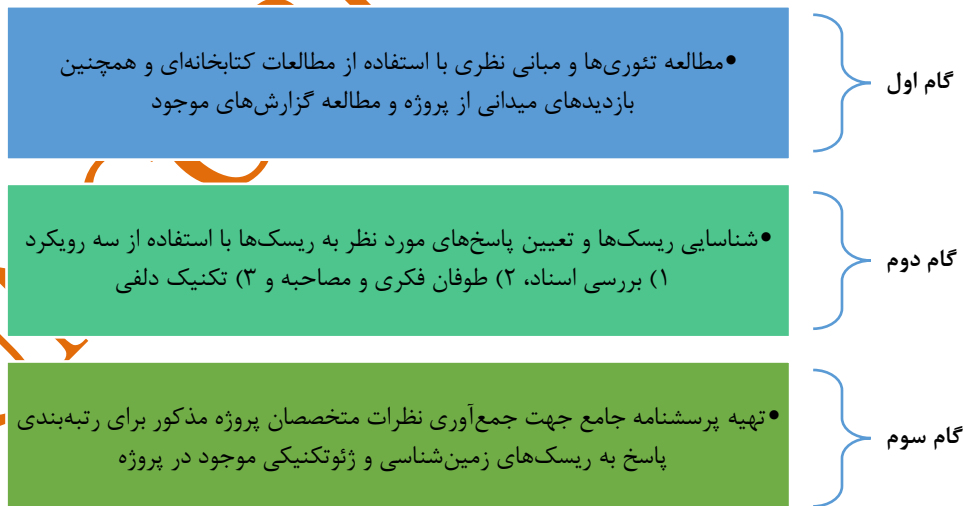 گام اول
•مطالعه تئوری‌ها و مبانی نظری با استفاده از مطالعات کتابخانه‌ای و همچنین
بازدیدهای میدانی از پروژه و مطالعه گزارش‌های موجود
گام دوم
•شناسایی ریسک‌ها و تعیین پاسخ‌های مورد نظر به ریسک‌ها با استفاده از سه رویکرد
۱) بررسی اسناد، ۲) طوفان فکری و مصاحبه و ۳) تکنیک دلفی
گام سوم
•تهیه پرسشنامه جامع جهت جمع‌آوری نظرات متخصصان پروژه مذکور برای رتبه‌بندی
پاسخ به ریسک‌های زمین‌شناسی و ژئوتکنیکی موجود در پروژه